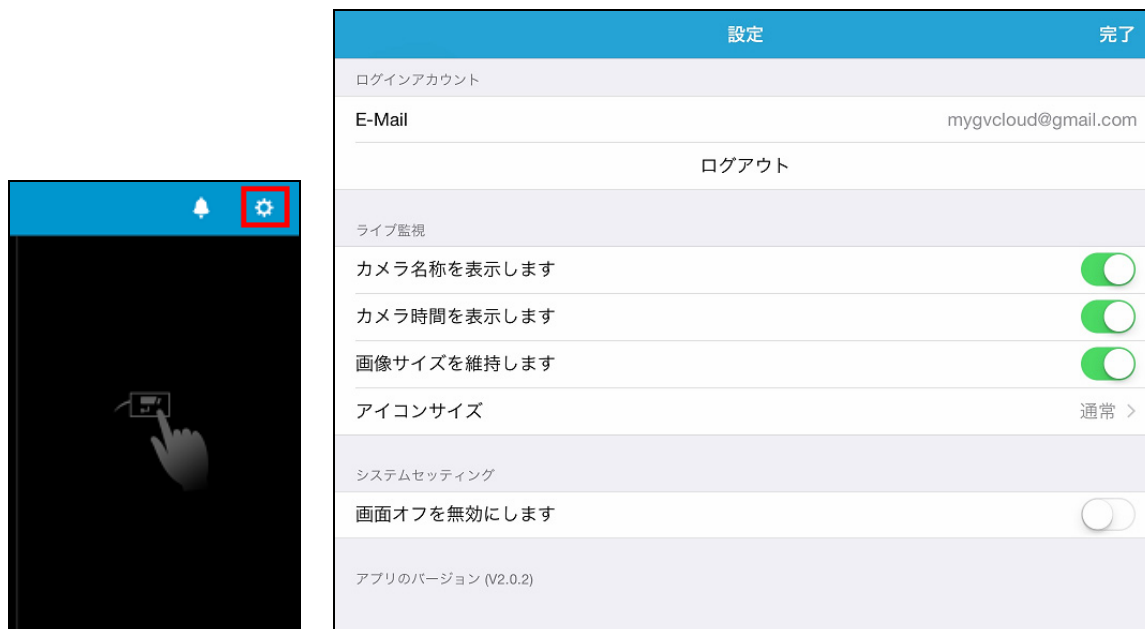 設定
完了
ログインアカウント
E-Mail
mygvcloud@gmail.com
ログアウト
ライブ監視
カメラ名称を表示します
カメラ時間を表示します
画像サイズを維持します
アイコンサイズ
通常 >
システムセッティング
画面オフを無効にします
アプリのバージョン (V2.0.2)